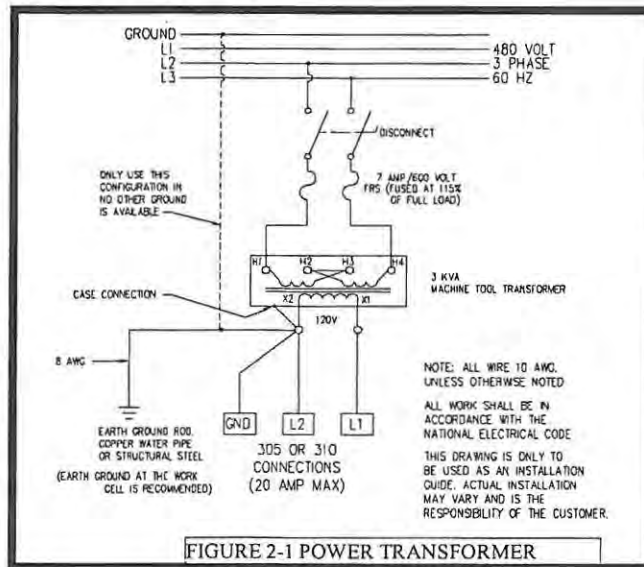 GROUND
L1
L2
L3
480 VOLT
3 PHASE
60 HZ
DISCONNECT
ONLY USE THIS
CONFIGURATION IN
NO OTHER GROUND
IS AVAILABLE
7 AMP/600 VOLT
FRS (FUSED AT 115%
OF FULL LOAD)
H1
H2
H3
H4
3 KVA
MACHINE TOOL TRANSFORMER
CASE CONNECTION
X2
X1
120V
8 AWG
GND
L2
L1
EARTH GROUND ROD,
COPPER WATER PIPE
OR STRUCTURAL STEEL
(EARTH GROUND AT THE WORK
CELL IS RECOMMENDED)
305 OR 310
CONNECTIONS
(20 AMP MAX)
NOTE: ALL WIRE 10 AWG,
UNLESS OTHERWISE NOTED
ALL WORK SHALL BE IN
ACCORDANCE WITH THE
NATIONAL ELECTRICAL CODE
THIS DRAWING IS ONLY TO
BE USED AS AN INSTALLATION
GUIDE. ACTUAL INSTALLATION
MAY VARY AND IS THE
RESPONSIBILITY OF THE CUSTOMER.
FIGURE 2-1 POWER TRANSFORMER